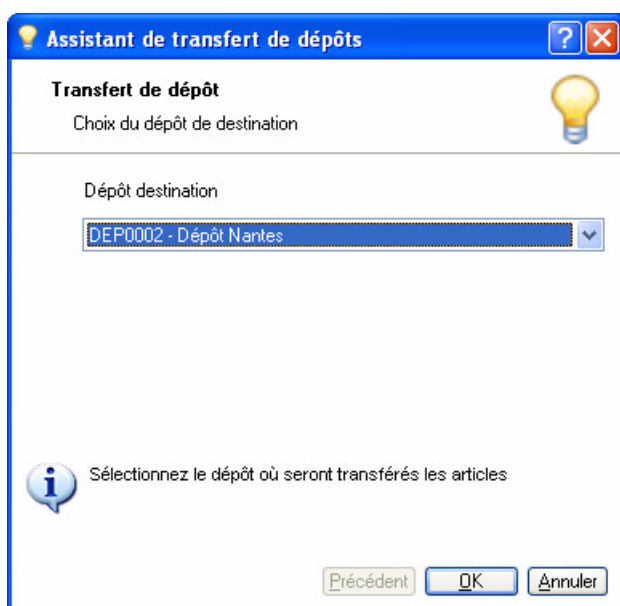 Assistant de transfert de dépôts
Transfert de dépôt
Choix du dépôt de destination
Dépôt destination
DEP0002 - Dépôt Nantes
Sélectionnez le dépôt où seront transférés les articles
Précédent OK Annuler